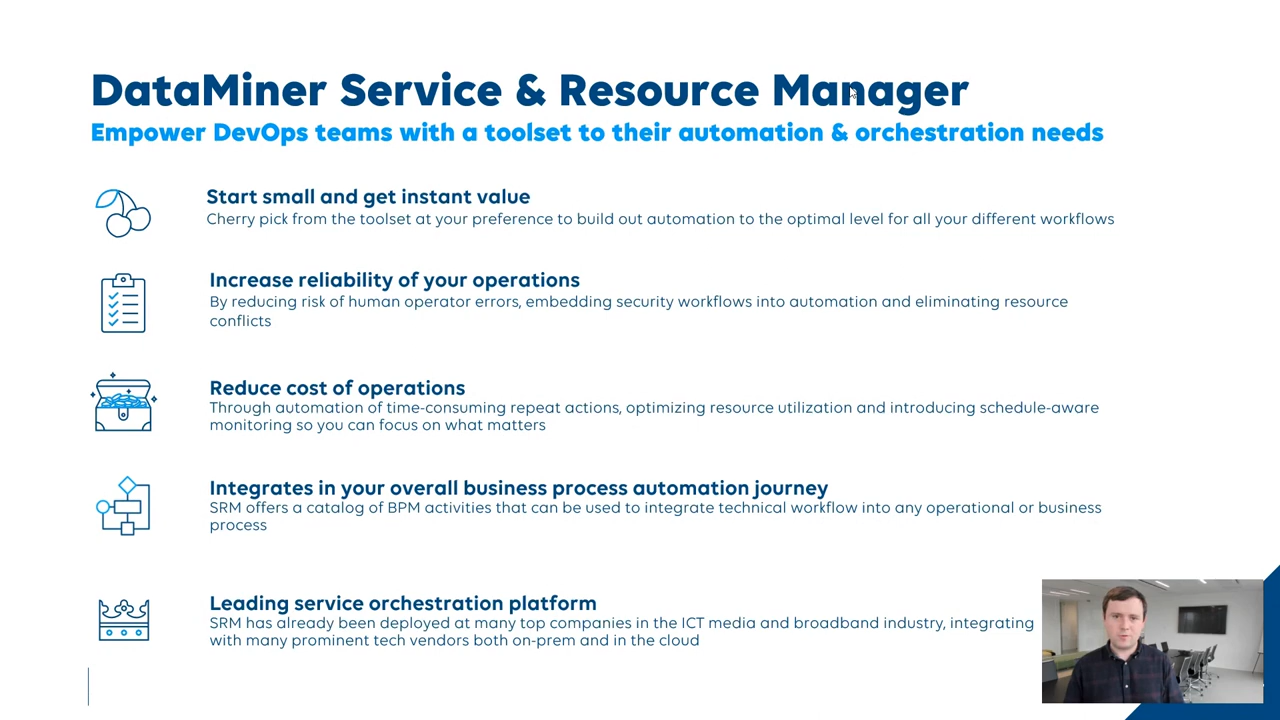 DataMiner Service & Resource Manager
Empower DevOps teams with a toolset to their automation & orchestration needs
Start small and get instant value
Cherry pick from the toolset at your preference to build out automation to the optimal level for all your different workflows
Increase reliability of your operations
By reducing risk of human operator errors, embedding security workflows into automation and eliminating resource
conflicts
Reduce cost of operations
Through automation of time-consuming repeat actions, optimizing resource utilization and introducing schedule-aware
monitoring so you can focus on what matters
Integrates in your overall business process automation journey
SRM offers a catalog of BPM activities that can be used to integrate technical workflow into any operational or business
process
Leading service orchestration platform
SRM has already been deployed at many top companies in the ICT media and broadband industry, integrating
with many prominent tech vendors both on-prem and in the cloud